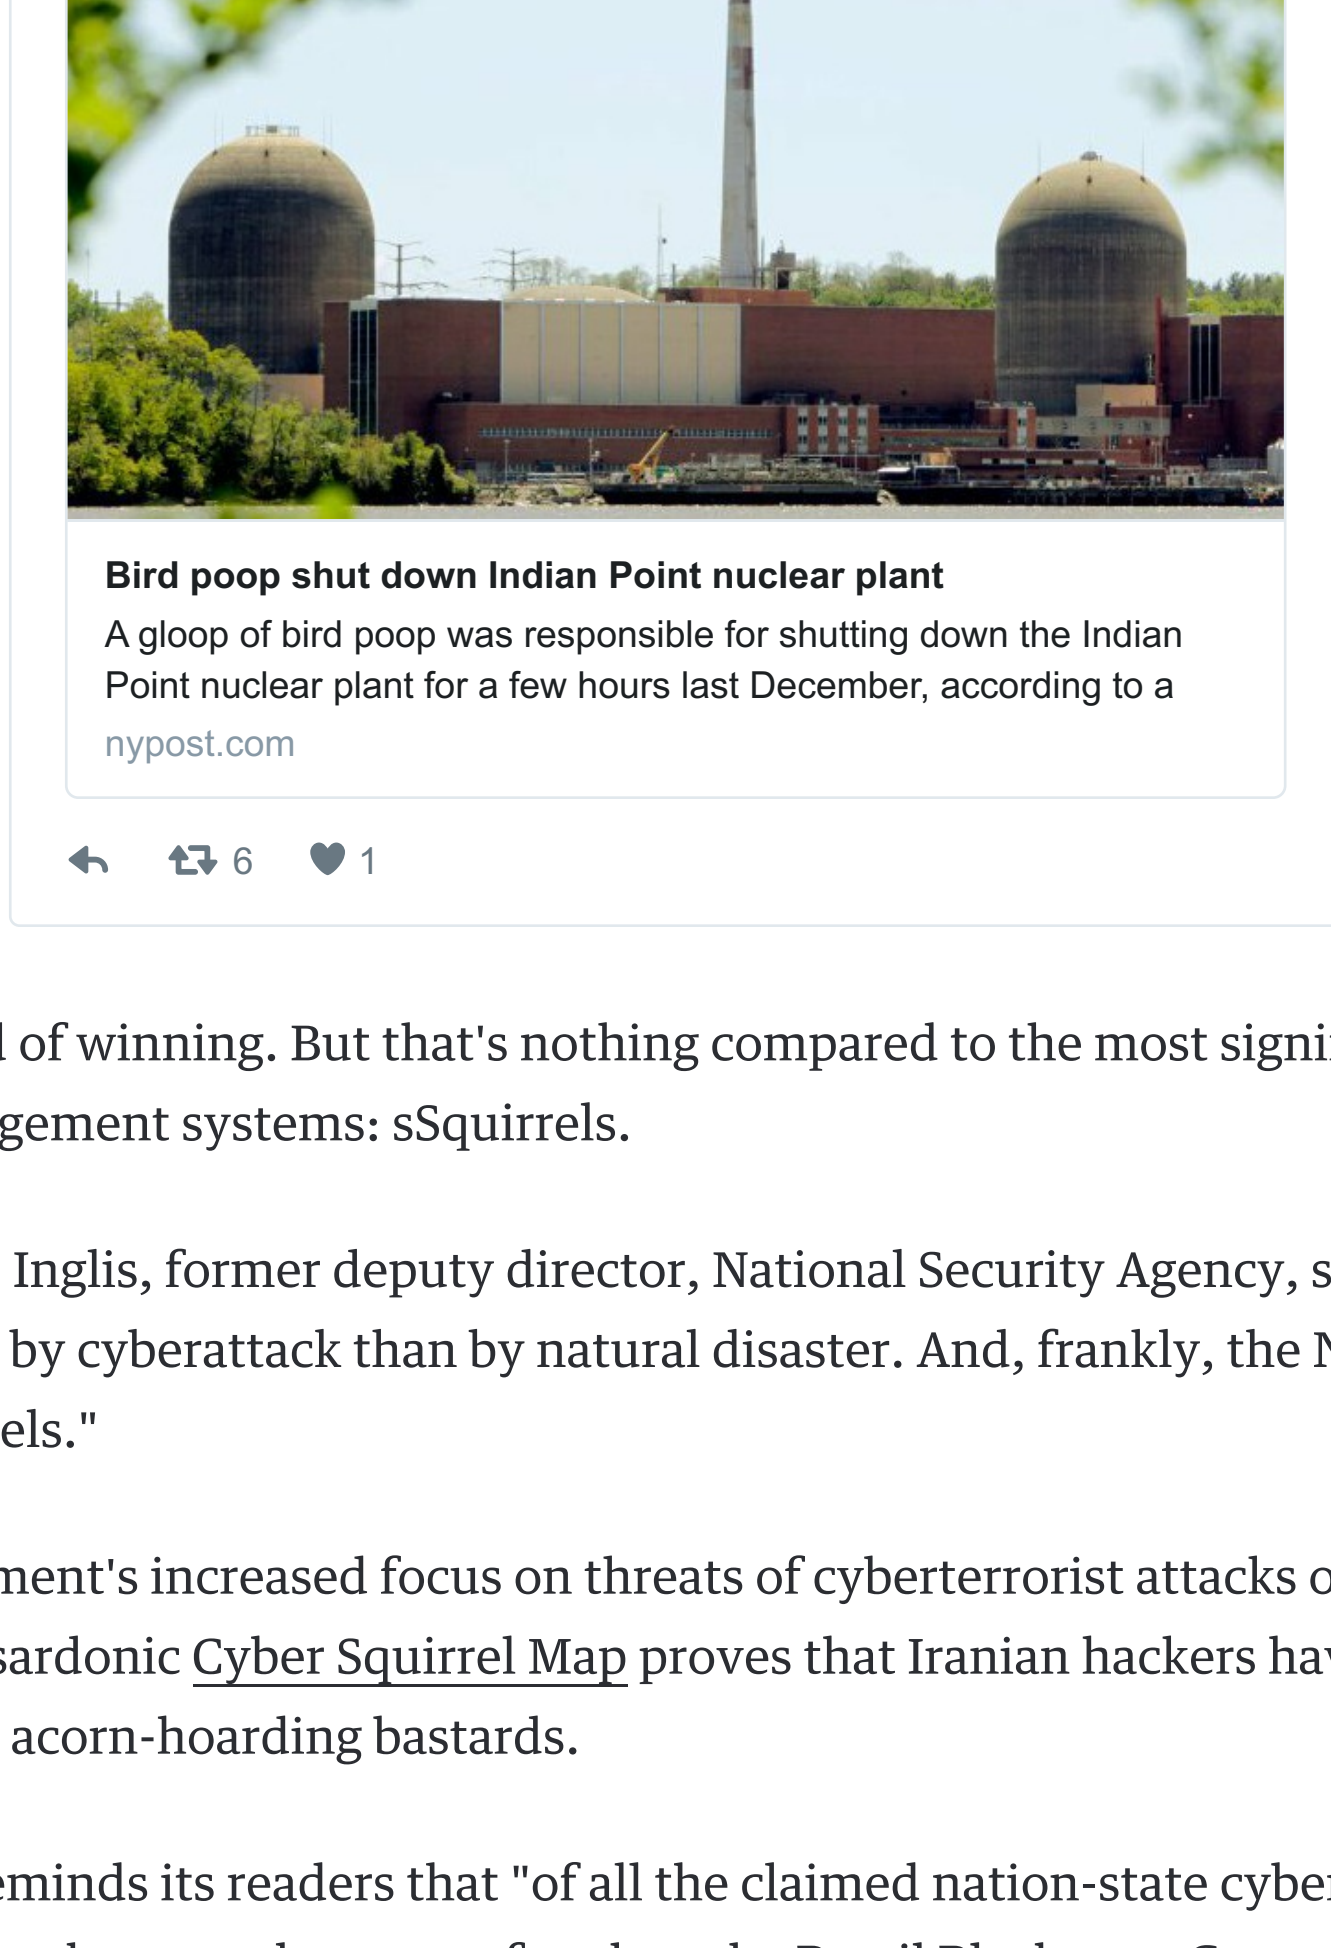 Bird poop shut down Indian Point nuclear plant
A gloop of bird poop was responsible for shutting down the Indian
Point nuclear plant for a few hours last December, according to a
nypost.com
6 1
of winning. But that's nothing compared to the most signi
gement systems: sSquirrels.
Inglis, former deputy director, National Security Agency, s
by cyberattack than by natural disaster. And, frankly, the N
els."
ment's increased focus on threats of cyberterrorist attacks o
sardonic Cyber Squirrel Map proves that Iranian hackers hav
acorn-hoarding bastards.
eminds its readers that "of all the claimed nation-state cyber